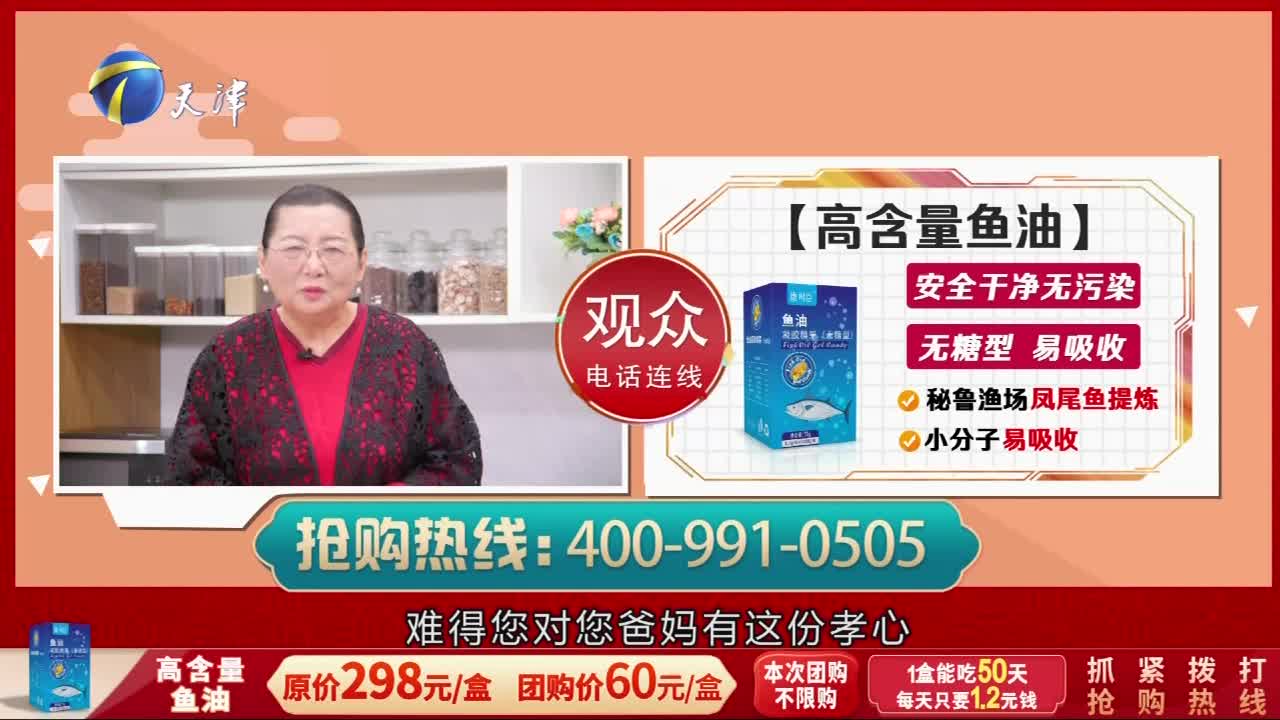 天津
【高含量鱼油】
安全干净无污染
无糖型 易吸收
秘鲁渔场凤尾鱼提炼
小分子易吸收
观众
电话连线
鱼油
Fish Oil Gel Candy
抢购热线:400-991-0505
难得您对您爸妈有这份孝心
高含量
鱼油
原价298元/盒 团购价60元/盒
本次团购
不限购
1盒能吃50天
每天只要1.2元钱
抓紧拨打
抢购热线